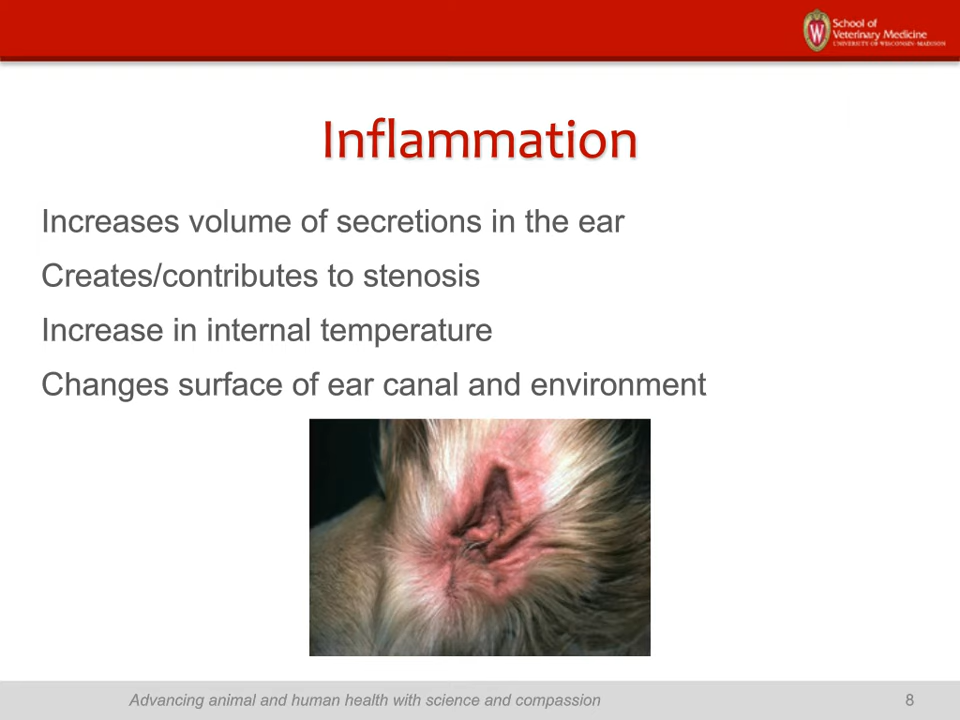 School of
Veterinary Medicine
UNIVERSITY OF WISCONSIN-MADISON
Inflammation
Increases volume of secretions in the ear
Creates/contributes to stenosis
Increase in internal temperature
Changes surface of ear canal and environment
Advancing animal and human health with science and compassion
8